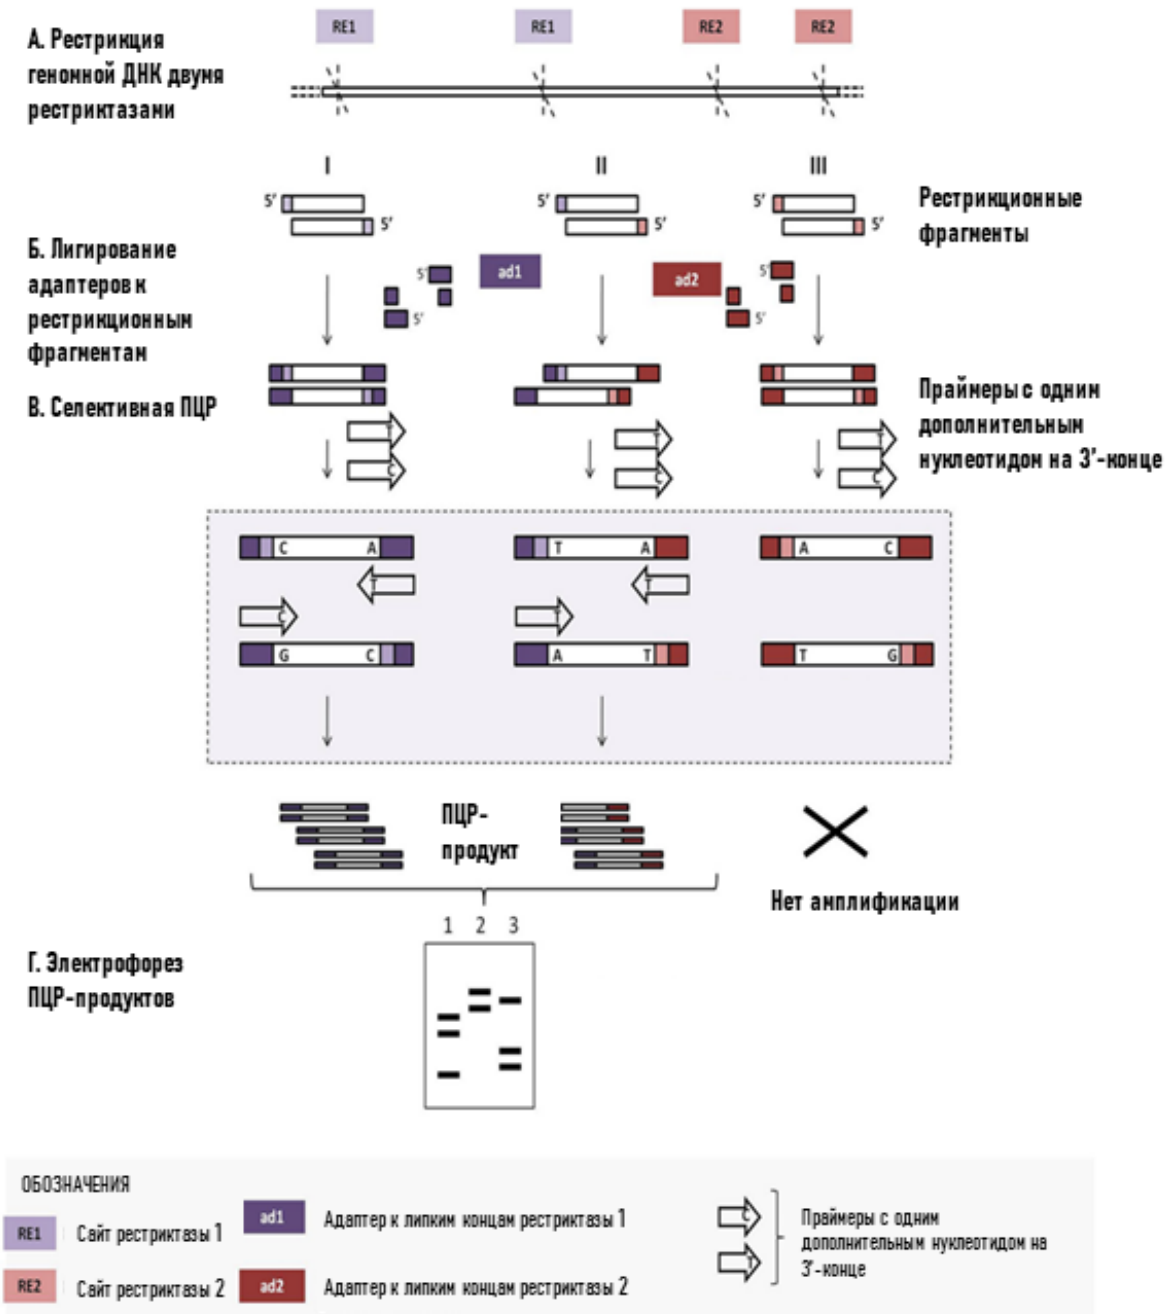 А. Рестрикция
геномной ДНК двумя
рестриктазами
RE1
RE1
RE2
RE2
I
II
III
5'
5'
5'
5'
5'
5'
Рестрикционные
фрагменты
Б. Лигирование
адаптеров к
рестрикционным
фрагментам
5'
ad1
5'
ad2
5'
5'
В. Селективная ПЦР
Праймеры с одним
дополнительным
нуклеотидом на 3'-конце
T
C
T
C
T
C
C A
T A
A C
T
T
C
T
G C
A T
T G
ПЦР-
продукт
Нет амплификации
1 2 3
Г. Электрофорез
ПЦР-продуктов
ОБОЗНАЧЕНИЯ
RE1 Сайт рестриктазы 1
ad1 Адаптер к липким концам рестриктазы 1
RE2 Сайт рестриктазы 2
ad2 Адаптер к липким концам рестриктазы 2
C
T
Праймеры с одним
дополнительным нуклеотидом на
3'-конце